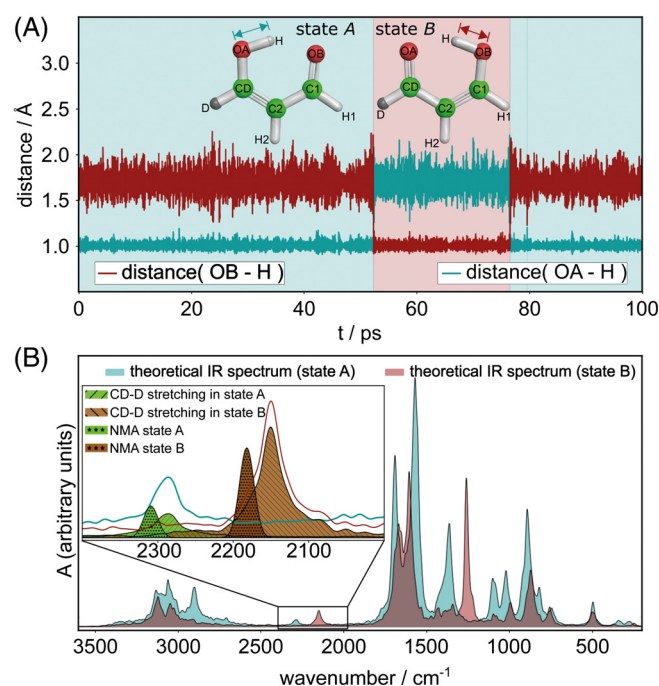 (A)
state A
state B
OA
H
OB
CD
C1
C2
D
H1
H2
OA
H
OB
CD
C1
C2
D
H1
H2
distance / Å
3.0
2.5
2.0
1.5
1.0
distance( OB - H )
distance( OA - H )
0
20
40
60
80
100
t / ps
(B)
theoretical IR spectrum (state A)
theoretical IR spectrum (state B)
CD-D stretching in state A
CD-D stretching in state B
NMA state A
NMA state B
2300
2200
2100
A (arbitrary units)
3500
3000
2500
2000
1500
1000
500
wavenumber / cm⁻¹